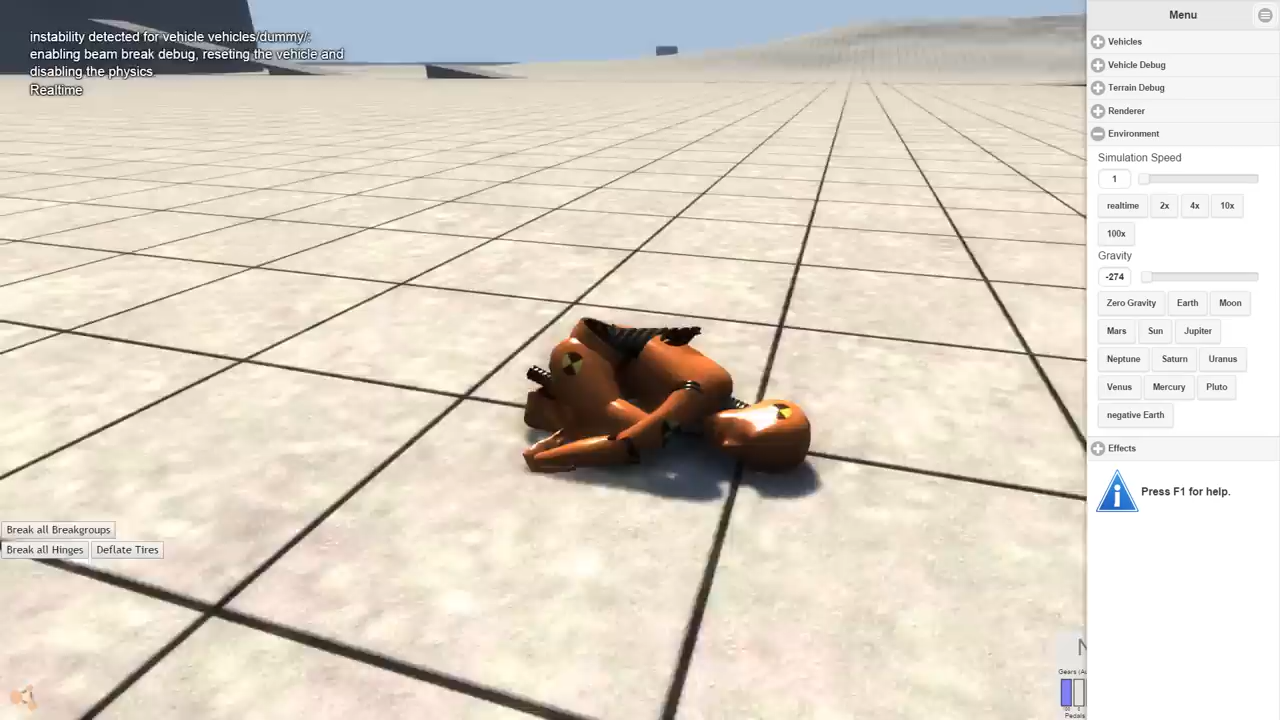 instability detected for vehicle vehicles/dummy/:
enabling beam break debug, reseting the vehicle and
disabling the physics
Realtime
Menu
Vehicles
Vehicle Debug
Terrain Debug
Renderer
Environment
Simulation Speed
1
realtime 2x 4x 10x
100x
Gravity
-274
Zero Gravity Earth Moon
Mars Sun Jupiter
Neptune Saturn Uranus
Venus Mercury Pluto
negative Earth
Effects
Press F1 for help.
Break all Breakgroups
Break all Hinges Deflate Tires
N
Gears (A
Pedals